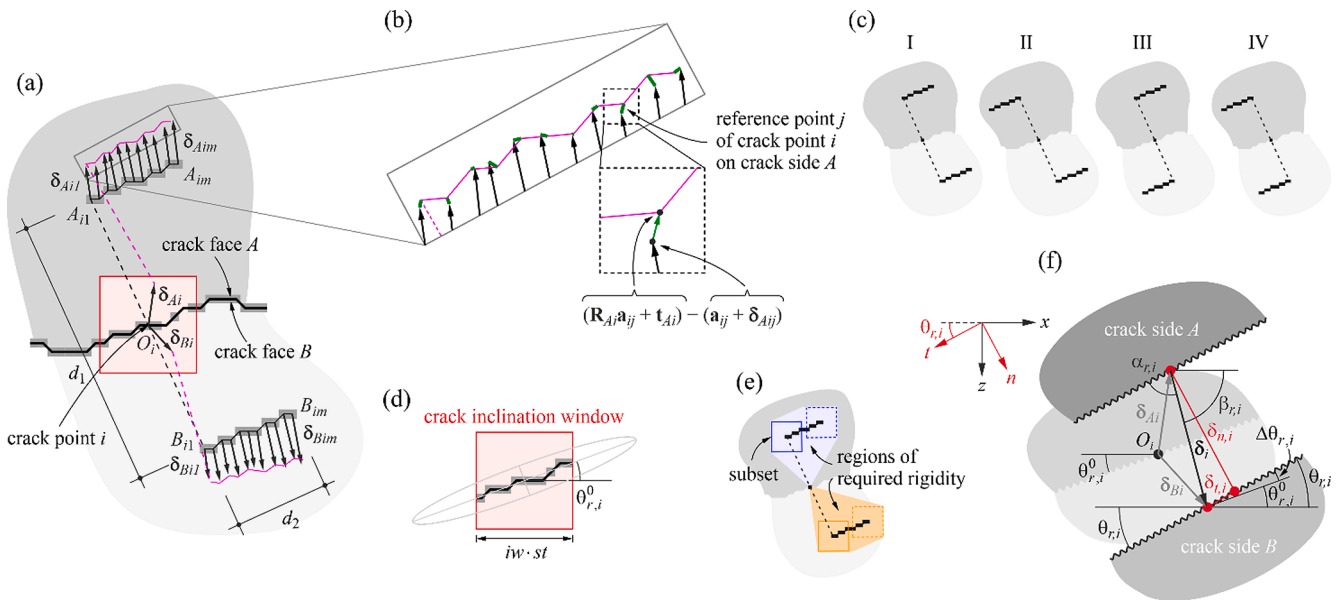 (a)
δAi1
δAim
Aim
Ai1
crack face A
δAi
Oi
δBi
crack face B
d1
crack point i
Bi1
Bim
δBi1
δBim
d2
(b)
reference point j
of crack point i
on crack side A
(RAi aij + tAi) − (aij + δAij)
(c)
I II III IV
(d)
crack inclination window
θ⁰r,i
iw · st
(e)
subset
regions of
required rigidity
(f)
x
θr,i
t
z
n
crack side A
αr,i
βr,i
δAi
δn,i
Oi
δi
Δθr,i
θ⁰r,i
δBi
δt,i
θ⁰r,i
θr,i
θr,i
crack side B